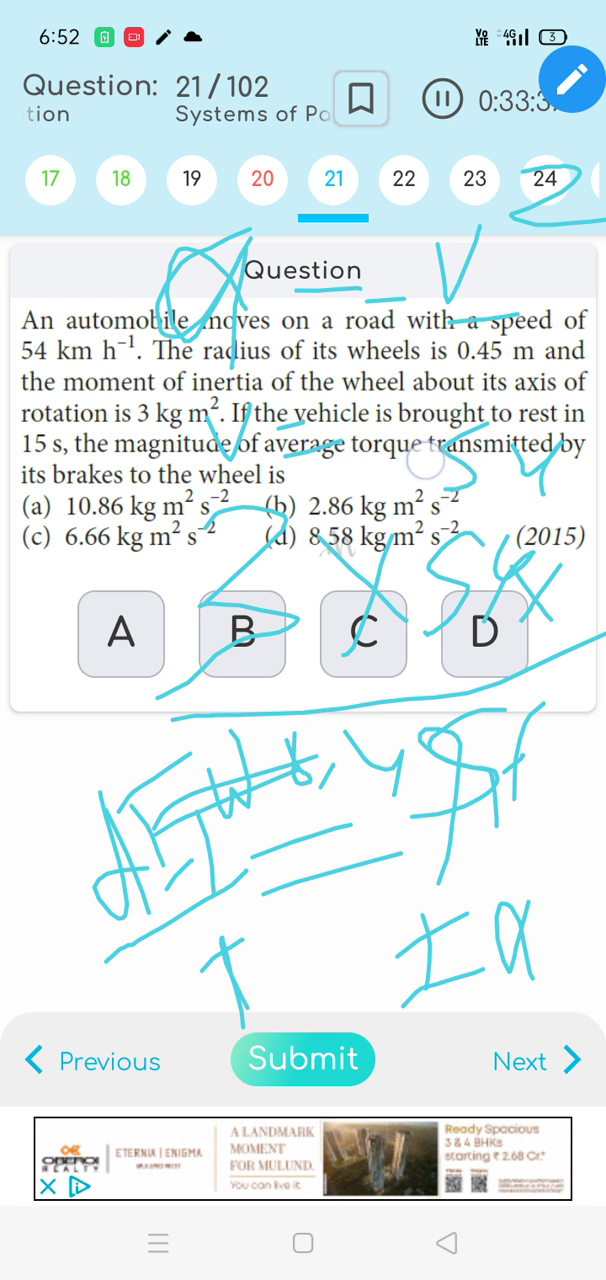 6:52 Vo LTE 4G 3
Question: 21 / 102 0:33:3
tion Systems of Pa
17 18 19 20 21 22 23 24
Question
An automobile moves on a road with a speed of
54 km h⁻¹. The radius of its wheels is 0.45 m and
the moment of inertia of the wheel about its axis of
rotation is 3 kg m². If the vehicle is brought to rest in
15 s, the magnitude of average torque transmitted by
its brakes to the wheel is
(a) 10.86 kg m² s⁻² (b) 2.86 kg m² s⁻²
(c) 6.66 kg m² s⁻² (d) 8.58 kg m² s⁻² (2015)
A B C D
I α
Previous Submit Next
OBEROI REALTY
ETERNIA | ENIGMA
A LANDMARK
MOMENT
FOR MULUND.
You can live it.
Ready Spacious
3 & 4 BHKs
starting ₹ 2.68 Cr.*